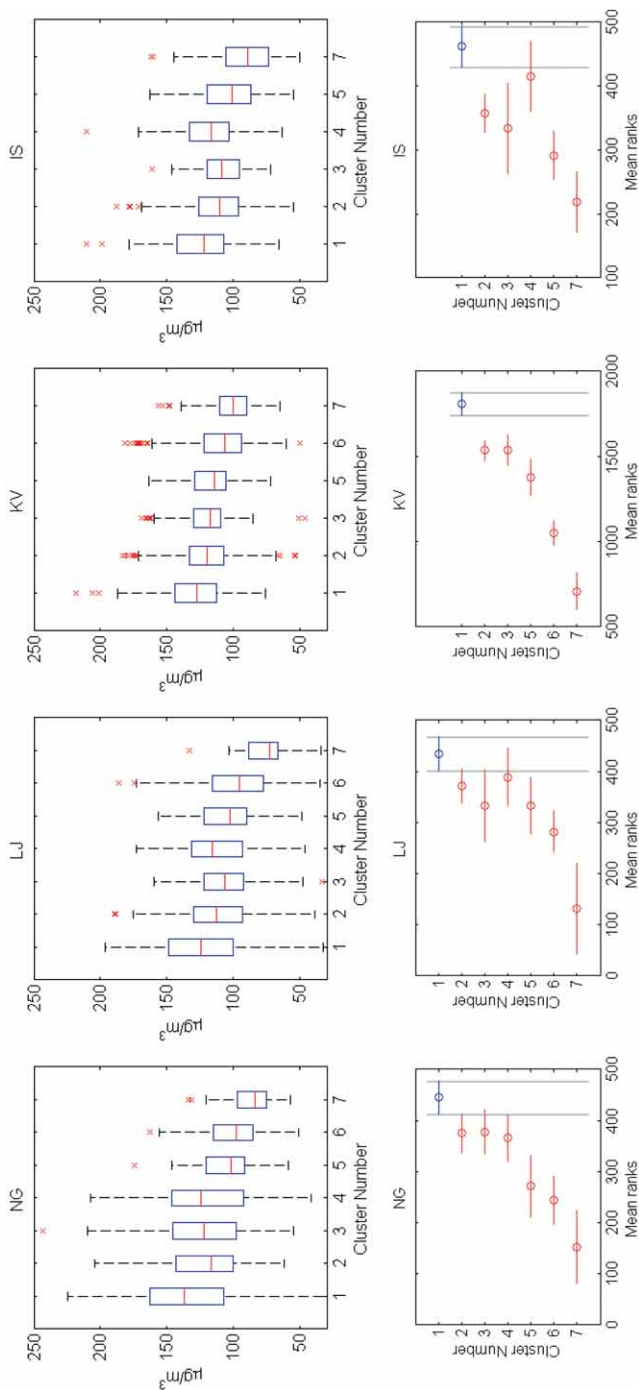 NG
250
200
150
100
50
µg/m³
1 2 3 4 5 6 7
Cluster Number
LJ
250
200
150
100
50
µg/m³
1 2 3 4 5 6 7
Cluster Number
KV
250
200
150
100
50
µg/m³
1 2 3 5 6 7
Cluster Number
IS
250
200
150
100
50
µg/m³
1 2 3 4 5 7
Cluster Number
NG
1
2
3
4
5
6
7
Cluster Number
0 100 200 300 400 500
Mean ranks
LJ
1
2
3
4
5
6
7
Cluster Number
0 100 200 300 400 500
Mean ranks
KV
1
2
3
5
6
7
Cluster Number
500 1000 1500 2000
Mean ranks
IS
1
2
3
4
5
7
Cluster Number
100 200 300 400 500
Mean ranks